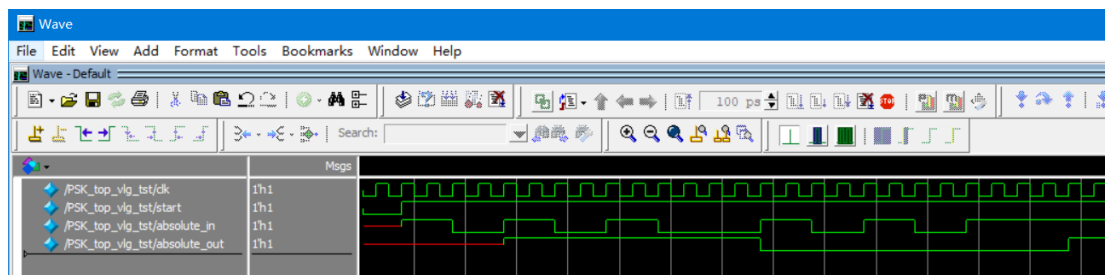 Wave
File Edit View Add Format Tools Bookmarks Window Help
Wave - Default
100 ps
STOP
Search:
Msgs
/PSK_top_vlg_tst/clk 1'h1
/PSK_top_vlg_tst/start 1'h1
/PSK_top_vlg_tst/absolute_in 1'h1
/PSK_top_vlg_tst/absolute_out 1'h1